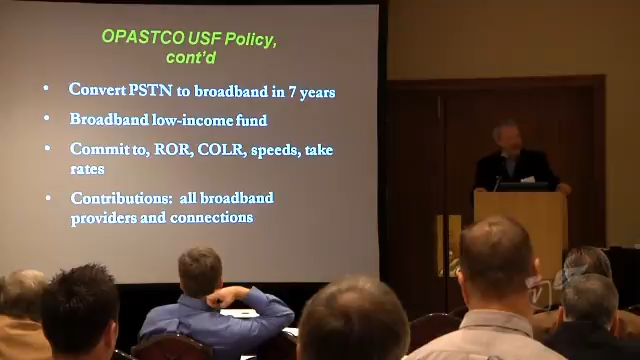 OPASTCO USF Policy,
cont'd
• Convert PSTN to broadband in 7 years
• Broadband low-income fund
• Commit to, ROR, COLR, speeds, take
rates
• Contributions: all broadband
providers and connections